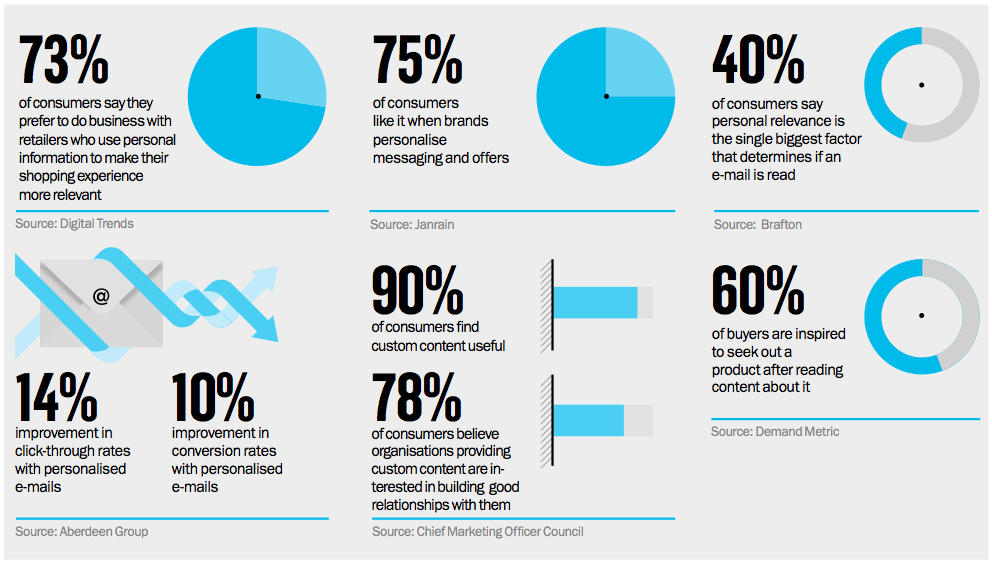 73%
of consumers say they
prefer to do business with
retailers who use personal
information to make their
shopping experience
more relevant
Source: Digital Trends
75%
of consumers
like it when brands
personalise
messaging and offers
Source: Janrain
40%
of consumers say
personal relevance is
the single biggest factor
that determines if an
e-mail is read
Source: Brafton
@
14%
improvement in
click-through rates
with personalised
e-mails
10%
improvement in
conversion rates
with personalised
e-mails
Source: Aberdeen Group
90%
of consumers find
custom content useful
78%
of consumers believe
organisations providing
custom content are in-
terested in building good
relationships with them
Source: Chief Marketing Officer Council
60%
of buyers are inspired
to seek out a
product after reading
content about it
Source: Demand Metric